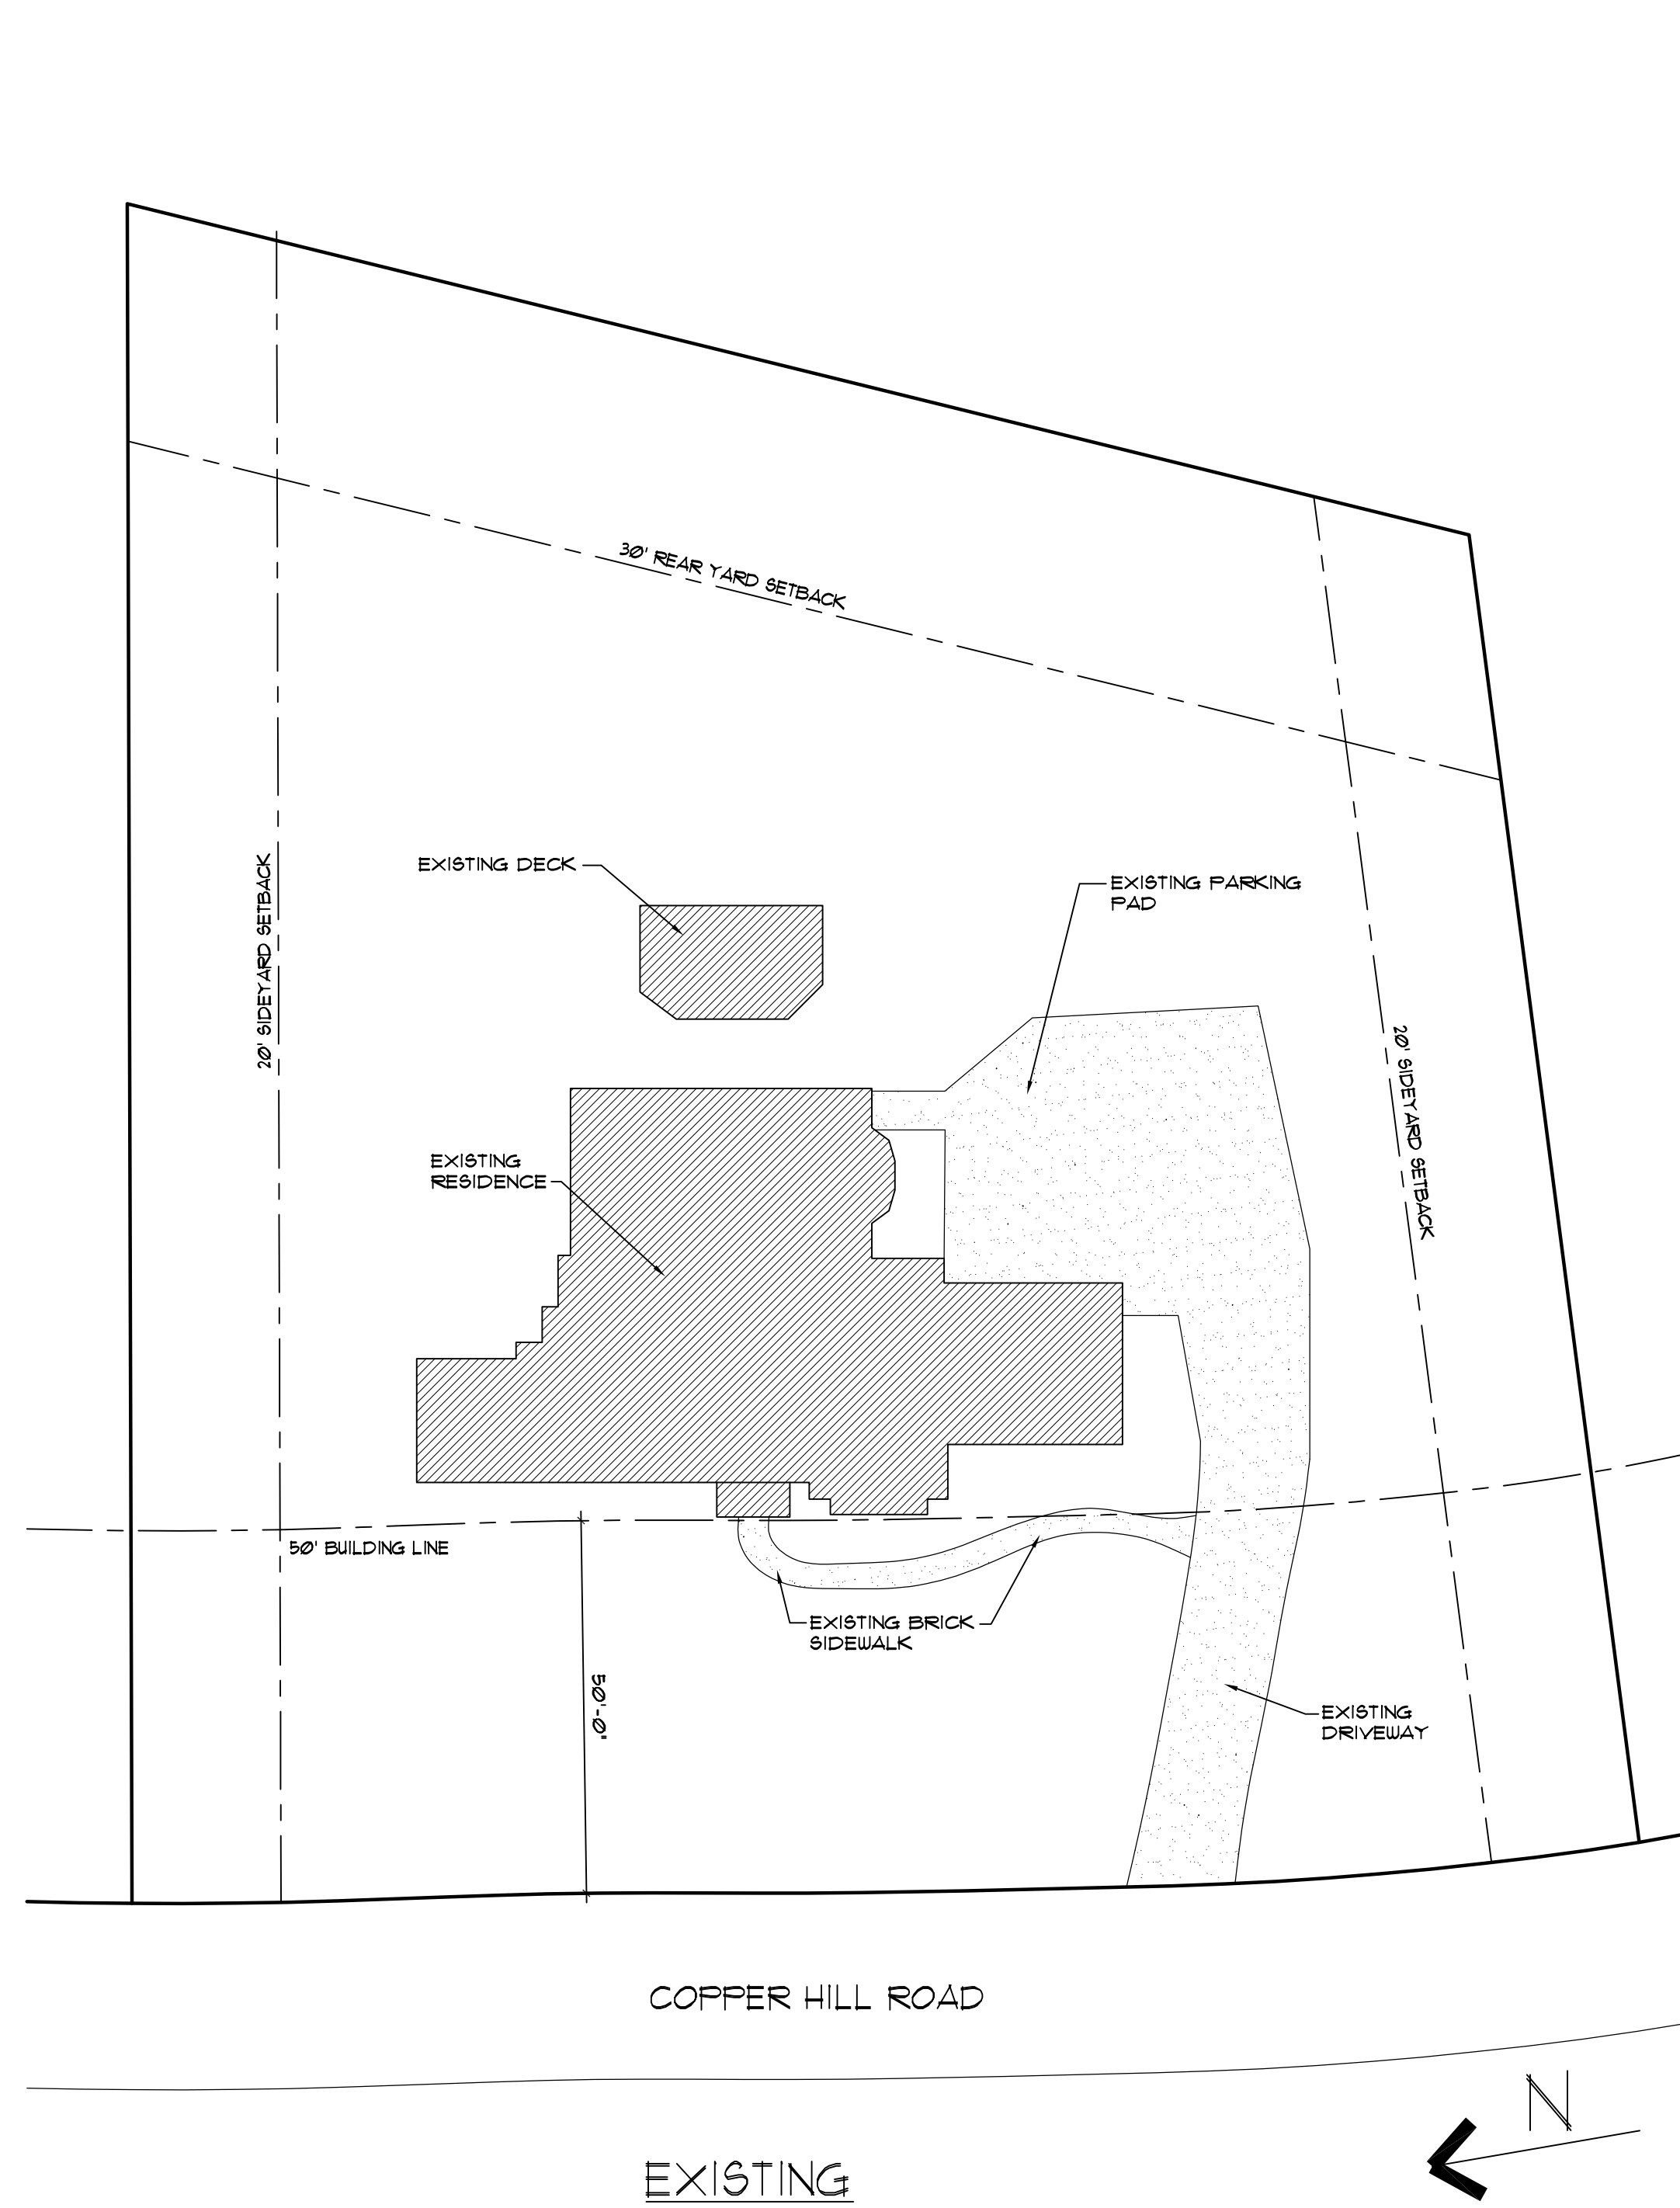 30' REAR YARD SETBACK
EXISTING DECK
EXISTING PARKING
PAD
20' SIDEYARD SETBACK
20' SIDEYARD SETBACK
EXISTING
RESIDENCE
50' BUILDING LINE
EXISTING BRICK
SIDEWALK
50'-0"
EXISTING
DRIVEWAY
COPPER HILL ROAD
N
EXISTING